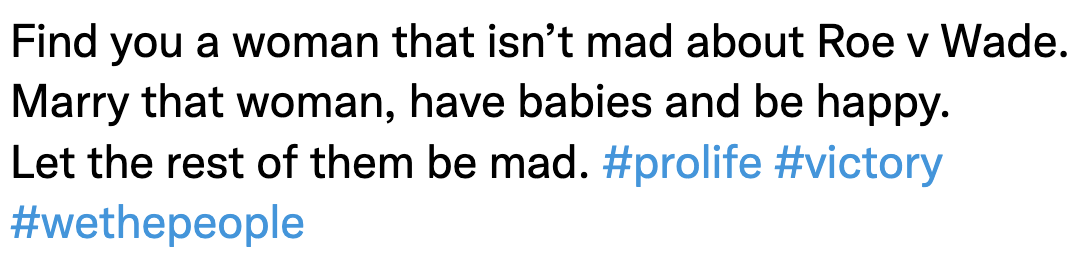 Find you a woman that isn’t mad about Roe v Wade.
Marry that woman, have babies and be happy.
Let the rest of them be mad. #prolife #victory
#wethepeople